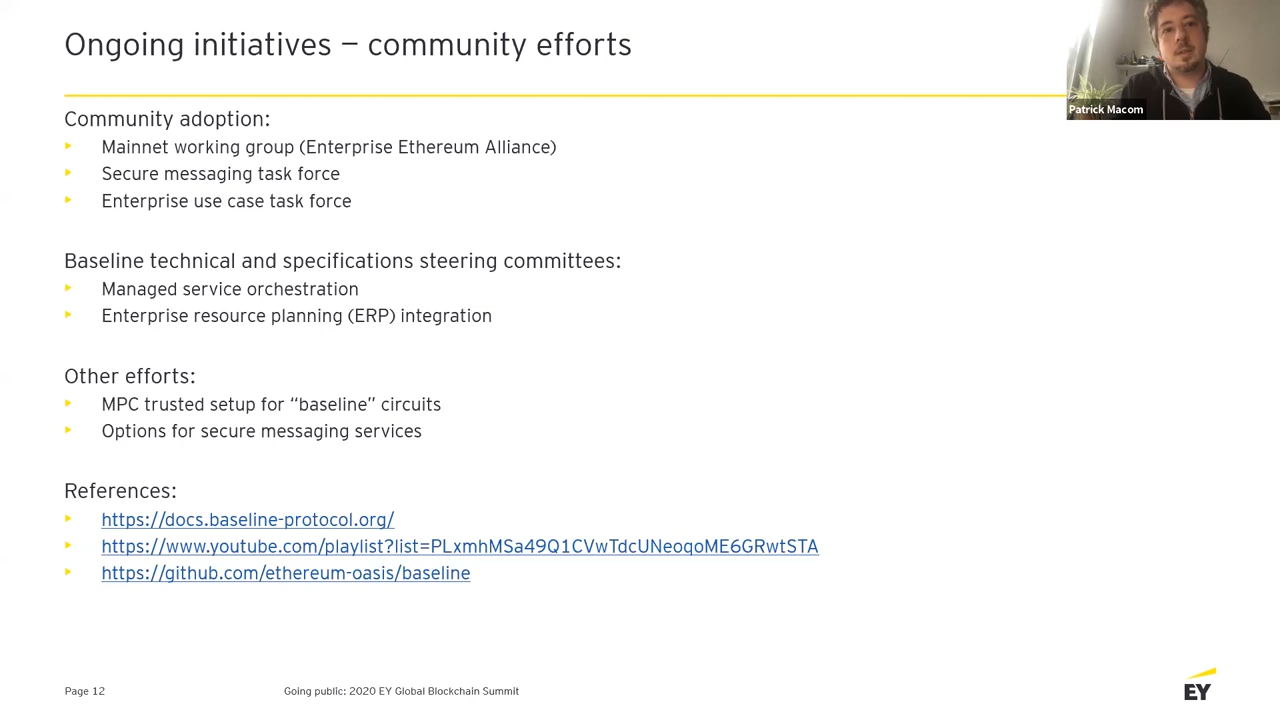 Ongoing initiatives – community efforts
Patrick Macom
Community adoption:
Mainnet working group (Enterprise Ethereum Alliance)
Secure messaging task force
Enterprise use case task force
Baseline technical and specifications steering committees:
Managed service orchestration
Enterprise resource planning (ERP) integration
Other efforts:
MPC trusted setup for “baseline” circuits
Options for secure messaging services
References:
https://docs.baseline-protocol.org/
https://www.youtube.com/playlist?list=PLxmhMSa49Q1CVwTdcUNeoqoME6GRwtSTA
https://github.com/ethereum-oasis/baseline
Page 12
Going public: 2020 EY Global Blockchain Summit
EY